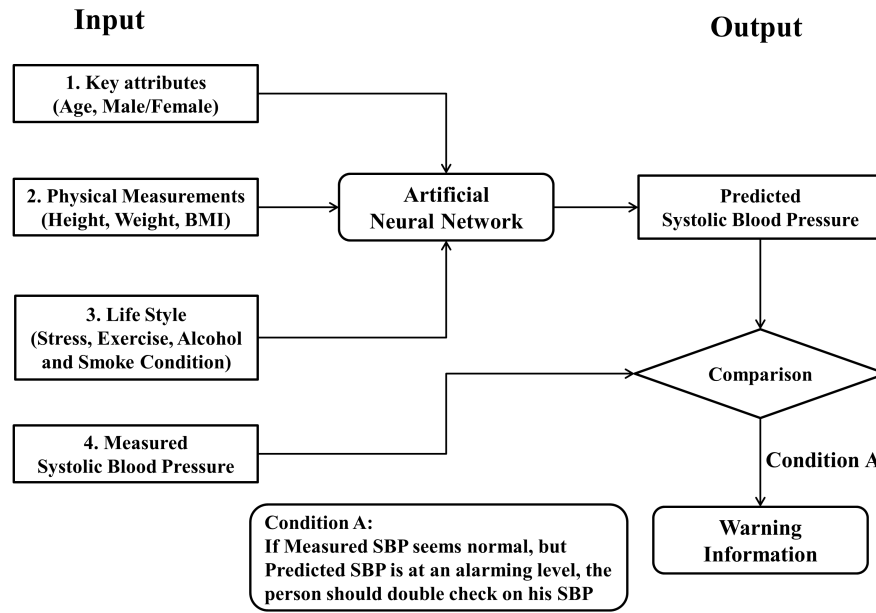 Input
Output
1. Key attributes
(Age, Male/Female)
2. Physical Measurements
(Height, Weight, BMI)
Artificial
Neural Network
Predicted
Systolic Blood Pressure
3. Life Style
(Stress, Exercise, Alcohol
and Smoke Condition)
Comparison
4. Measured
Systolic Blood Pressure
Condition A
Condition A:
If Measured SBP seems normal, but
Predicted SBP is at an alarming level, the
person should double check on his SBP
Warning
Information